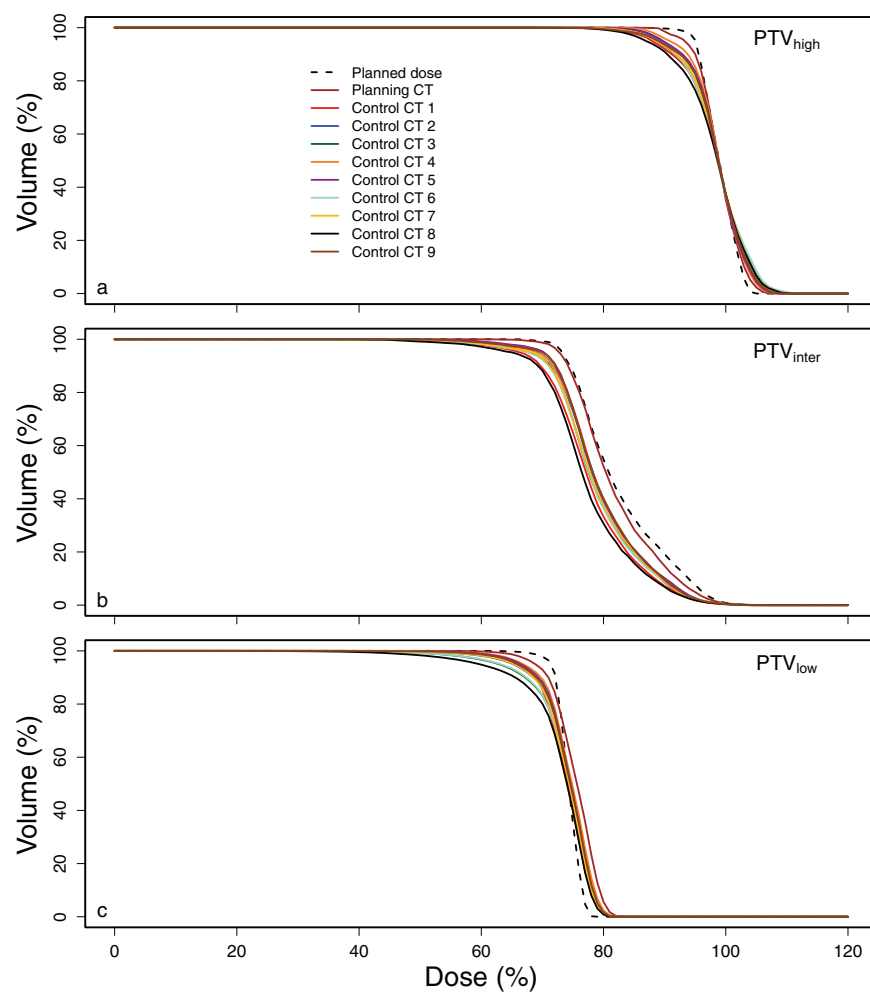 PTVhigh
Planned dose
Planning CT
Control CT 1
Control CT 2
Control CT 3
Control CT 4
Control CT 5
Control CT 6
Control CT 7
Control CT 8
Control CT 9
Volume (%)
100
80
60
40
20
0
a
PTVinter
Volume (%)
100
80
60
40
20
0
b
PTVlow
Volume (%)
100
80
60
40
20
0
c
0 20 40 60 80 100 120
Dose (%)